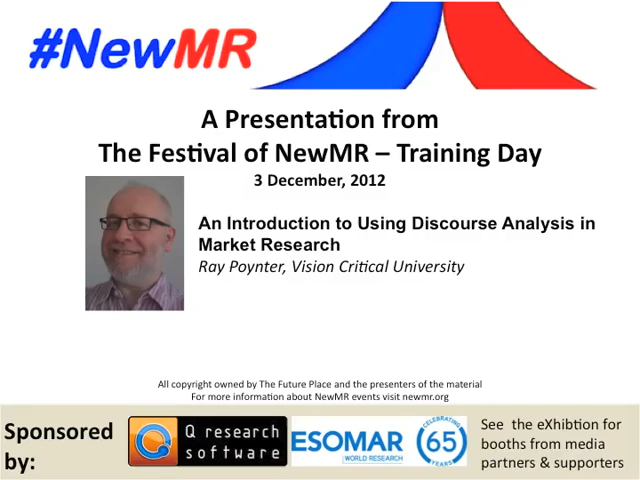 #NewMR
A Presentation from
The Festival of NewMR – Training Day
3 December, 2012
An Introduction to Using Discourse Analysis in
Market Research
Ray Poynter, Vision Critical University
All copyright owned by The Future Place and the presenters of the material
For more information about NewMR events visit newmr.org
Sponsored
by:
Q research
software
ESOMAR
WORLD RESEARCH
CELEBRATING
65
YEARS
See the eXhibtion for
booths from media
partners & supporters